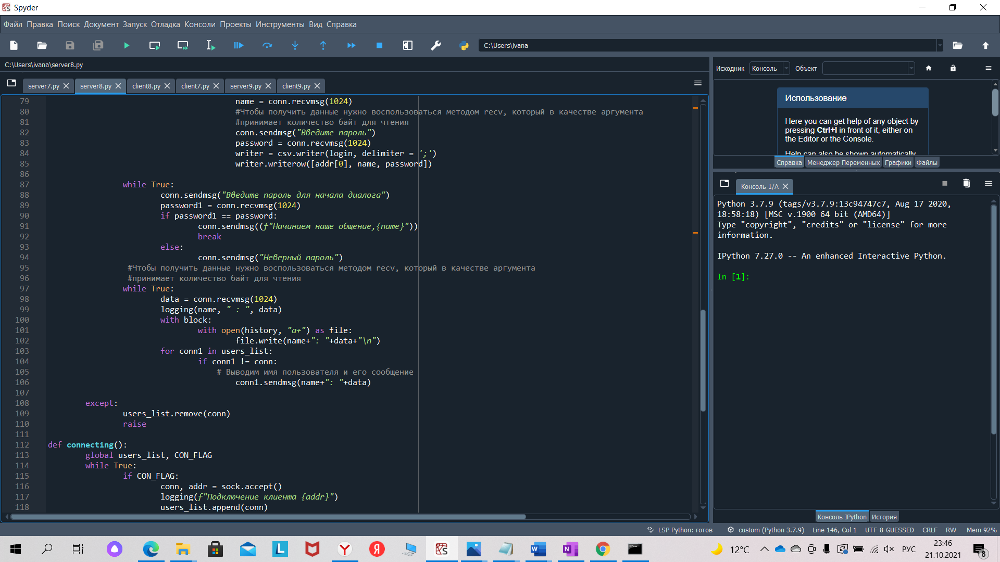 Spyder
Файл Правка Поиск Документ Запуск Отладка Консоли Проекты Инструменты Вид Справка
C:\Users\ivana
C:\Users\ivana\server8.py
server7.py server8.py client8.py client7.py server9.py client9.py
79 name = conn.recvmsg(1024)
80 #Чтобы получить данные нужно воспользоваться методом recv, который в качестве аргумента
81 #принимает количество байт для чтения
82 conn.sendmsg("Введите пароль")
83 password = conn.recvmsg(1024)
84 writer = csv.writer(login, delimiter = ';')
85 writer.writerow([addr[0], name, password])
86
87 while True:
88 conn.sendmsg("Введите пароль для начала диалога")
89 password1 = conn.recvmsg(1024)
90 if password1 == password:
91 conn.sendmsg((f"Начинаем наше общение,{name}"))
92 break
93 else:
94 conn.sendmsg("Неверный пароль")
95 #Чтобы получить данные нужно воспользоваться методом recv, который в качестве аргумента
96 #принимает количество байт для чтения
97 while True:
98 data = conn.recvmsg(1024)
99 logging(name, " : ", data)
100 with block:
101 with open(history, "a+") as file:
102 file.write(name+": "+data+"\n")
103 for conn1 in users_list:
104 if conn1 != conn:
105 # Выводим имя пользователя и его сообщение
106 conn1.sendmsg(name+": "+data)
107
108 except:
109 users_list.remove(conn)
110 raise
111
112 def connecting():
113 global users_list, CON_FLAG
114 while True:
115 if CON_FLAG:
116 conn, addr = sock.accept()
117 logging(f"Подключение клиента {addr}")
118 users_list.append(conn)
Исходник Консоль Объект
Использование
Here you can get help of any object by
pressing Ctrl+I in front of it, either on
the Editor or the Console.
Help can also be shown automatically
Справка Менеджер Переменных Графики Файлы
Консоль 1/A
Python 3.7.9 (tags/v3.7.9:13c94747c7, Aug 17 2020,
18:58:18) [MSC v.1900 64 bit (AMD64)]
Type "copyright", "credits" or "license" for more
information.
IPython 7.27.0 -- An enhanced Interactive Python.
In [1]:
Консоль IPython История
LSP Python: готов custom (Python 3.7.9) Line 146, Col 1 UTF-8-GUESSED CRLF RW Mem 92%
12°C РУС 23:46
21.10.2021
8